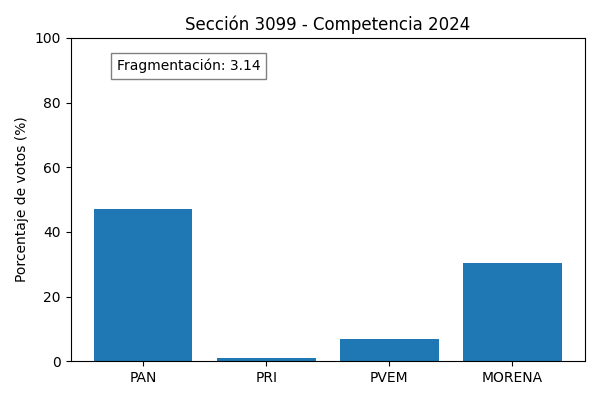 Sección 3099 - Competencia 2024
Fragmentación: 3.14
Porcentaje de votos (%)
100
80
60
40
20
0
PAN PRI PVEM MORENA